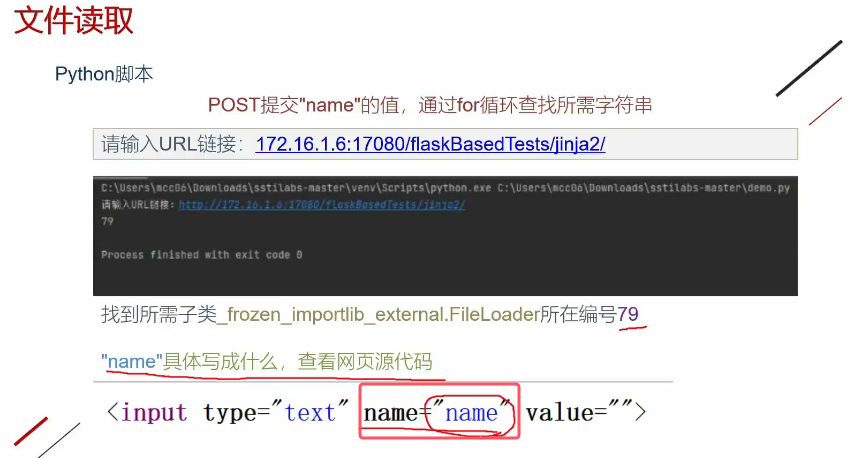 文件读取
Python脚本
POST提交"name"的值，通过for循环查找所需字符串
请输入URL链接：172.16.1.6:17080/flaskBasedTests/jinja2/
C:\Users\mcc06\Downloads\sstilabs-master\venv\Scripts\python.exe C:\Users\mcc06\Downloads\sstilabs-master\demo.py
请输入URL链接：http://172.16.1.6:17080/flaskBasedTests/jinja2/
79
Process finished with exit code 0
找到所需子类_frozen_importlib_external.FileLoader所在编号79
"name"具体写成什么，查看网页源代码
<input type="text" name="name" value="">